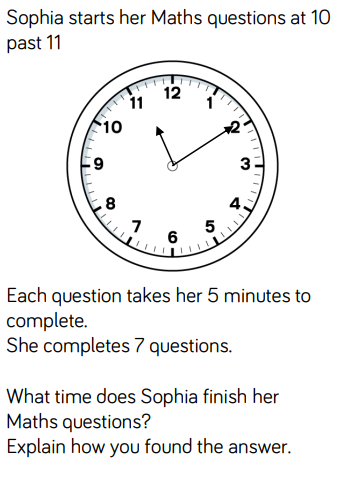 Sophia starts her Maths questions at 10
past 11
12
11
1
10
2
9
3
8
4
7
5
6
Each question takes her 5 minutes to
complete.
She completes 7 questions.
What time does Sophia finish her
Maths questions?
Explain how you found the answer.